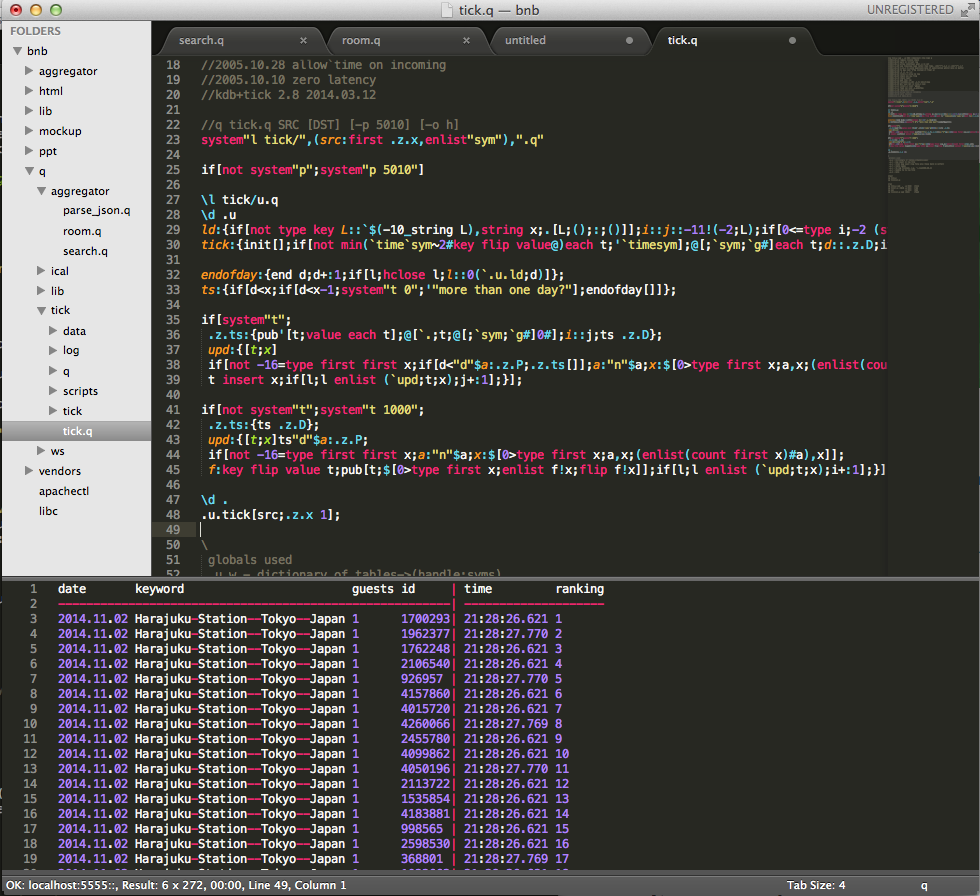 tick.q — bnb
UNREGISTERED
FOLDERS
bnb
aggregator
html
lib
mockup
ppt
q
aggregator
parse_json.q
room.q
search.q
ical
lib
tick
data
log
q
scripts
tick
tick.q
ws
vendors
apachectl
libc
search.q ×
room.q ×
untitled
tick.q
18 //2005.10.28 allow`time on incoming
19 //2005.10.10 zero latency
20 //kdb+tick 2.8 2014.03.12
21
22 //q tick.q SRC [DST] [-p 5010] [-o h]
23 system"l tick/",(src:first .z.x,enlist"sym"),".q"
24
25 if[not system"p";system"p 5010"]
26
27 \l tick/u.q
28 \d .u
29 ld:{if[not type key L::`$(-10_string L),string x;.[L;();:;()]];i::j::-11!(-2;L);if[0<=type i;-2 (s
30 tick:{init[];if[not min(`time`sym~2#key flip value@)each t;'`timesym];@[;`sym;`g#]each t;d::.z.D;i
31
32 endofday:{end d;d+:1;if[l;hclose l;l::0(`.u.ld;d)]};
33 ts:{if[d<x;if[d<x-1;system"t 0";'"more than one day?"];endofday[]]};
34
35 if[system"t";
36 .z.ts:{pub'[t;value each t];@[`.;t;@[;`sym;`g#]0#];i::j;ts .z.D};
37 upd:{[t;x]
38 if[not -16=type first first x;if[d<"d"$a:.z.P;.z.ts[]];a:"n"$a;x:$[0>type first x;a,x;(enlist(cou
39 t insert x;if[l;l enlist (`upd;t;x);j+:1];}];
40
41 if[not system"t";system"t 1000";
42 .z.ts:{ts .z.D};
43 upd:{[t;x]ts"d"$a:.z.P;
44 if[not -16=type first first x;a:"n"$a;x:$[0>type first x;a,x;(enlist(count first x)#a),x]];
45 f:key flip value t;pub[t;$[0>type first x;enlist f!x;flip f!x]];if[l;l enlist (`upd;t;x);i+:1];}]
46
47 \d .
48 .u.tick[src;.z.x 1];
49
50 \
51 globals used
52 .u.w - dictionary of tables->(handle;syms)
1 date keyword guests id | time ranking
2
3 2014.11.02 Harajuku-Station--Tokyo--Japan 1 1700293| 21:28:26.621 1
4 2014.11.02 Harajuku-Station--Tokyo--Japan 1 1962377| 21:28:27.770 2
5 2014.11.02 Harajuku-Station--Tokyo--Japan 1 1762248| 21:28:26.621 3
6 2014.11.02 Harajuku-Station--Tokyo--Japan 1 2106540| 21:28:26.621 4
7 2014.11.02 Harajuku-Station--Tokyo--Japan 1 926957 | 21:28:27.770 5
8 2014.11.02 Harajuku-Station--Tokyo--Japan 1 4157860| 21:28:26.621 6
9 2014.11.02 Harajuku-Station--Tokyo--Japan 1 4015720| 21:28:26.621 7
10 2014.11.02 Harajuku-Station--Tokyo--Japan 1 4260066| 21:28:27.769 8
11 2014.11.02 Harajuku-Station--Tokyo--Japan 1 2455780| 21:28:26.621 9
12 2014.11.02 Harajuku-Station--Tokyo--Japan 1 4099862| 21:28:26.621 10
13 2014.11.02 Harajuku-Station--Tokyo--Japan 1 4050196| 21:28:27.770 11
14 2014.11.02 Harajuku-Station--Tokyo--Japan 1 2113722| 21:28:26.621 12
15 2014.11.02 Harajuku-Station--Tokyo--Japan 1 1535854| 21:28:26.621 13
16 2014.11.02 Harajuku-Station--Tokyo--Japan 1 4183881| 21:28:26.621 14
17 2014.11.02 Harajuku-Station--Tokyo--Japan 1 998565 | 21:28:26.621 15
18 2014.11.02 Harajuku-Station--Tokyo--Japan 1 2598530| 21:28:26.621 16
19 2014.11.02 Harajuku-Station--Tokyo--Japan 1 368801 | 21:28:27.769 17
OK: localhost:5555::, Result: 6 x 272, 00:00, Line 49, Column 1
Tab Size: 4
q